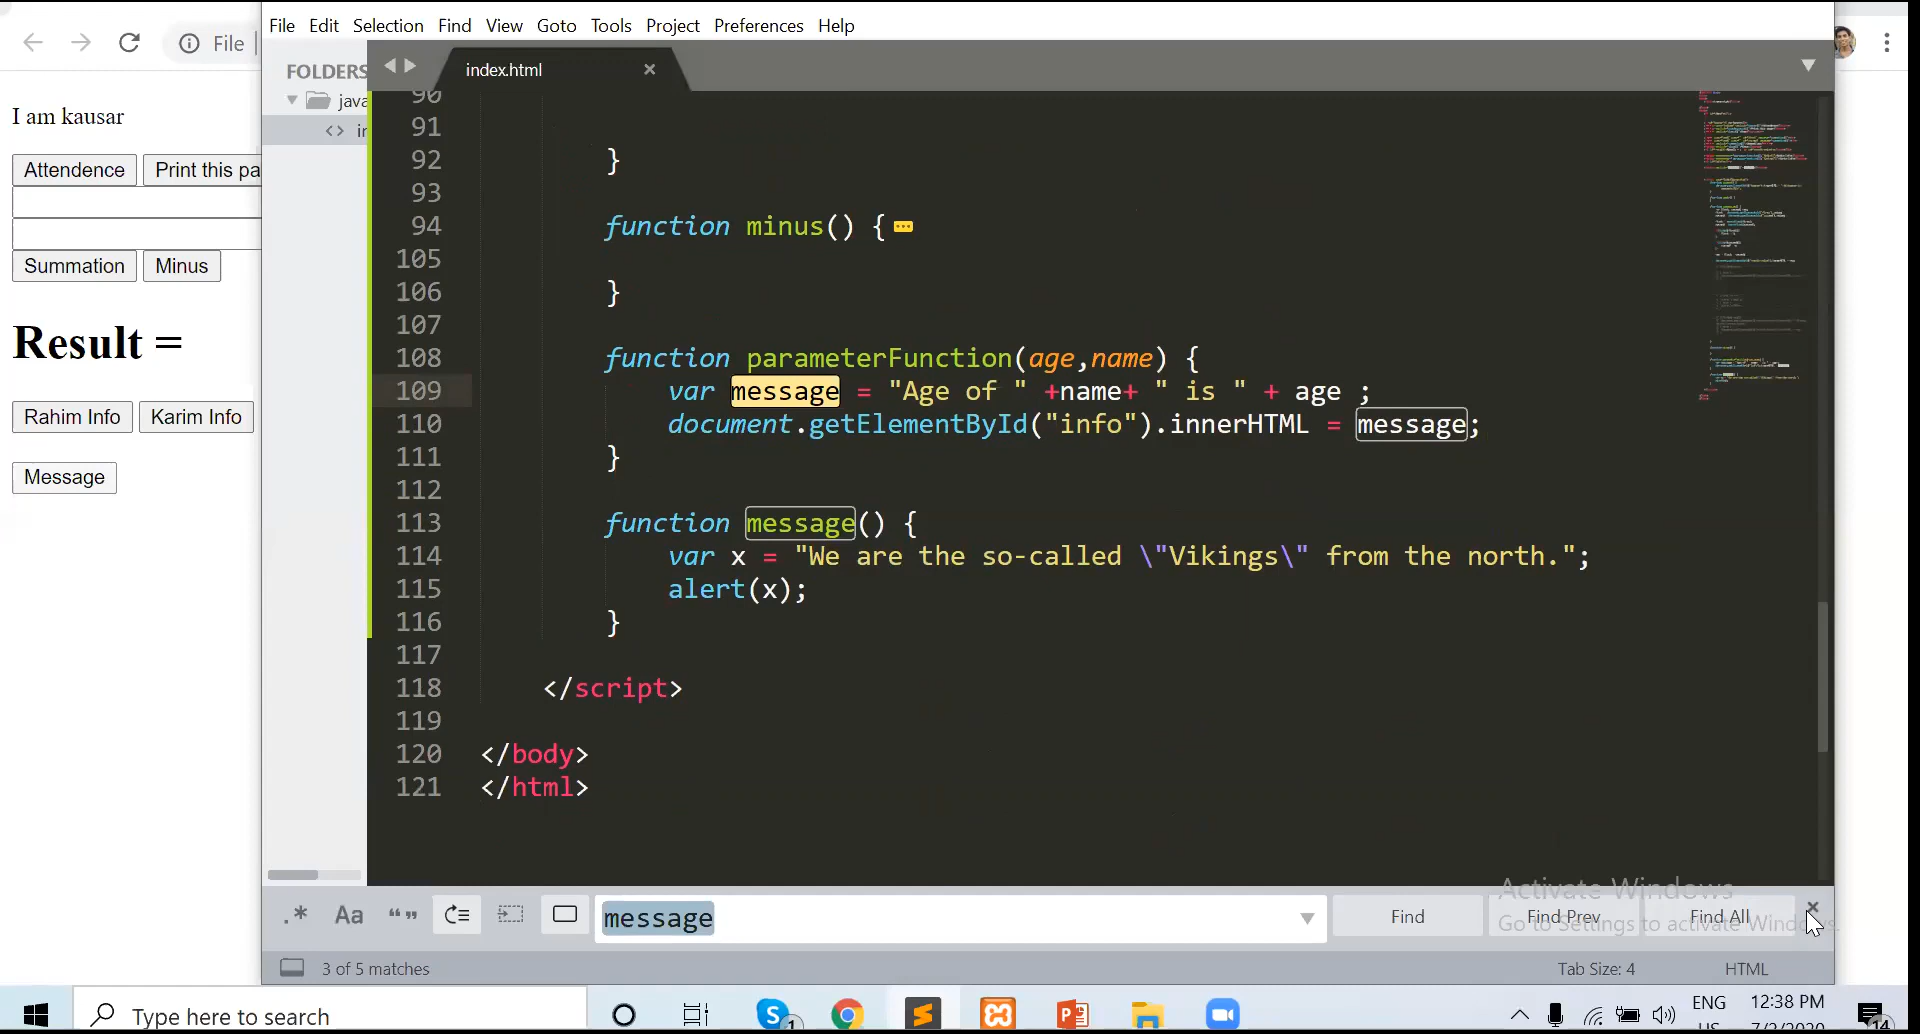 File Edit Selection Find View Goto Tools Project Preferences Help
File
FOLDERS
java
index.html
I am kausar
Attendence
Print this pa
Summation
Minus
Result =
Rahim Info
Karim Info
Message
90
91
92 }
93
94 function minus() {
105
106 }
107
108 function parameterFunction(age,name) {
109 var message = "Age of " +name+ " is " + age ;
110 document.getElementById("info").innerHTML = message;
111 }
112
113 function message() {
114 var x = "We are the so-called \"Vikings\" from the north.";
115 alert(x);
116 }
117
118 </script>
119
120 </body>
121 </html>
.* Aa “ ” message Find Find Prev Find All
Activate Windows
Go to Settings to activate Windows.
3 of 5 matches
Tab Size: 4
HTML
Type here to search
ENG
12:38 PM